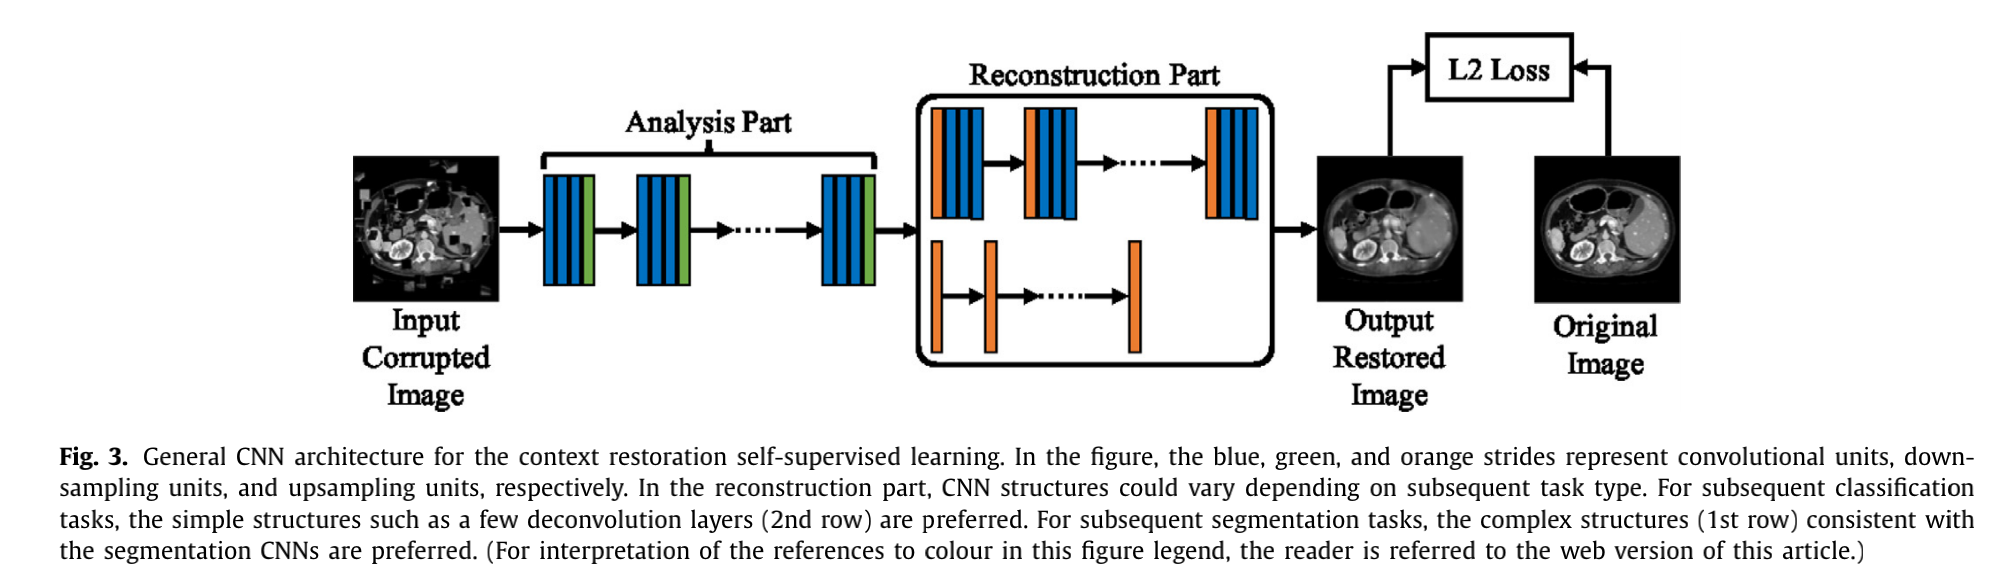 Reconstruction Part
L2 Loss
Analysis Part
Input
Corrupted
Image
Output
Restored
Image
Original
Image
Fig. 3. General CNN architecture for the context restoration self-supervised learning. In the figure, the blue, green, and orange strides represent convolutional units, down-
sampling units, and upsampling units, respectively. In the reconstruction part, CNN structures could vary depending on subsequent task type. For subsequent classification
tasks, the simple structures such as a few deconvolution layers (2nd row) are preferred. For subsequent segmentation tasks, the complex structures (1st row) consistent with
the segmentation CNNs are preferred. (For interpretation of the references to colour in this figure legend, the reader is referred to the web version of this article.)